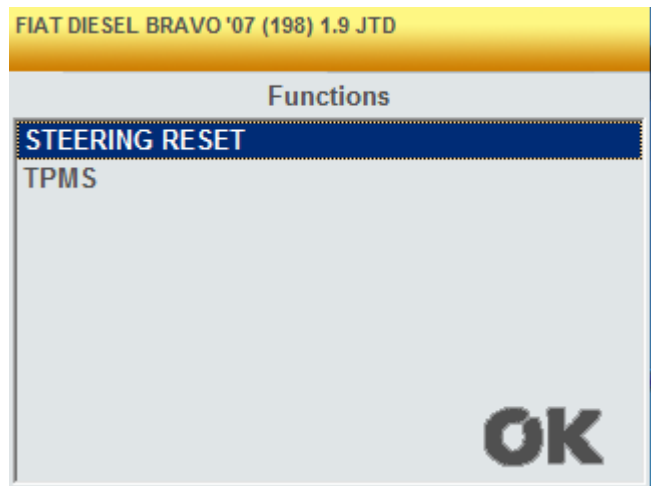 FIAT DIESEL BRAVO '07 (198) 1.9 JTD
Functions
STEERING RESET
TPMS
OK